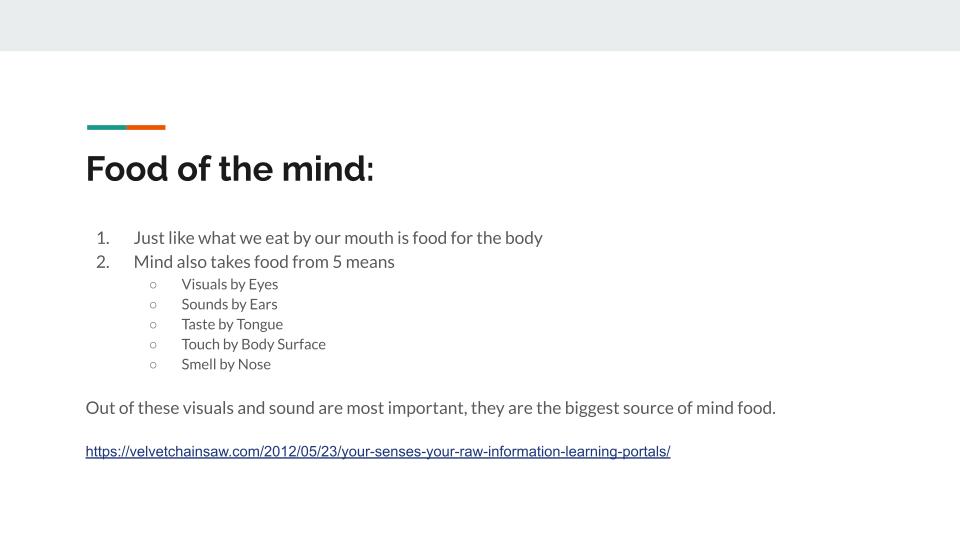 Food of the mind:
1. Just like what we eat by our mouth is food for the body
2. Mind also takes food from 5 means
○ Visuals by Eyes
○ Sounds by Ears
○ Taste by Tongue
○ Touch by Body Surface
○ Smell by Nose
Out of these visuals and sound are most important, they are the biggest source of mind food.
https://velvetchainsaw.com/2012/05/23/your-senses-your-raw-information-learning-portals/